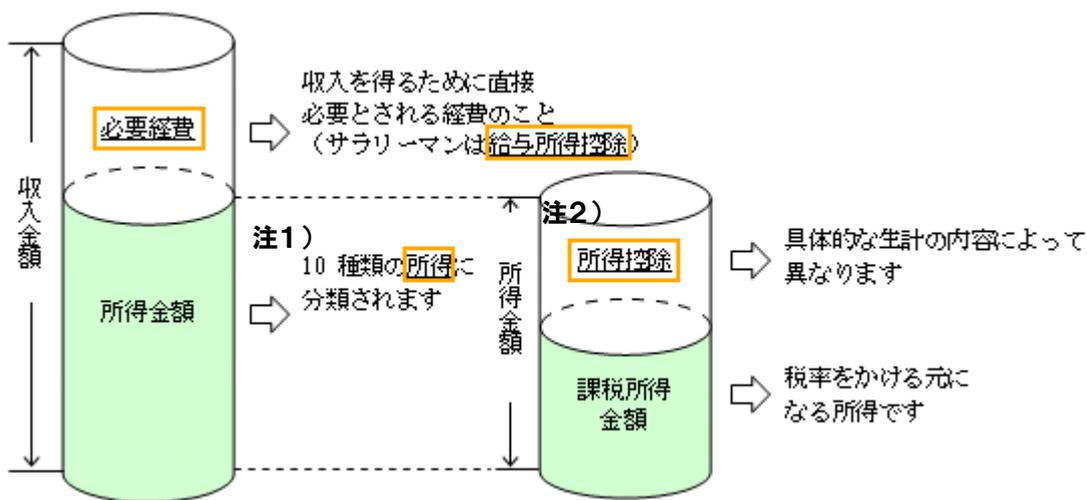 収入金額
必要経費
収入を得るために直接
必要とされる経費のこと
（サラリーマンは給与所得控除）
所得金額
注1）
10 種類の所得に
分類されます
所得金額
注2）
所得控除
具体的な生計の内容によって
異なります
課税所得
金額
税率をかける元に
なる所得です